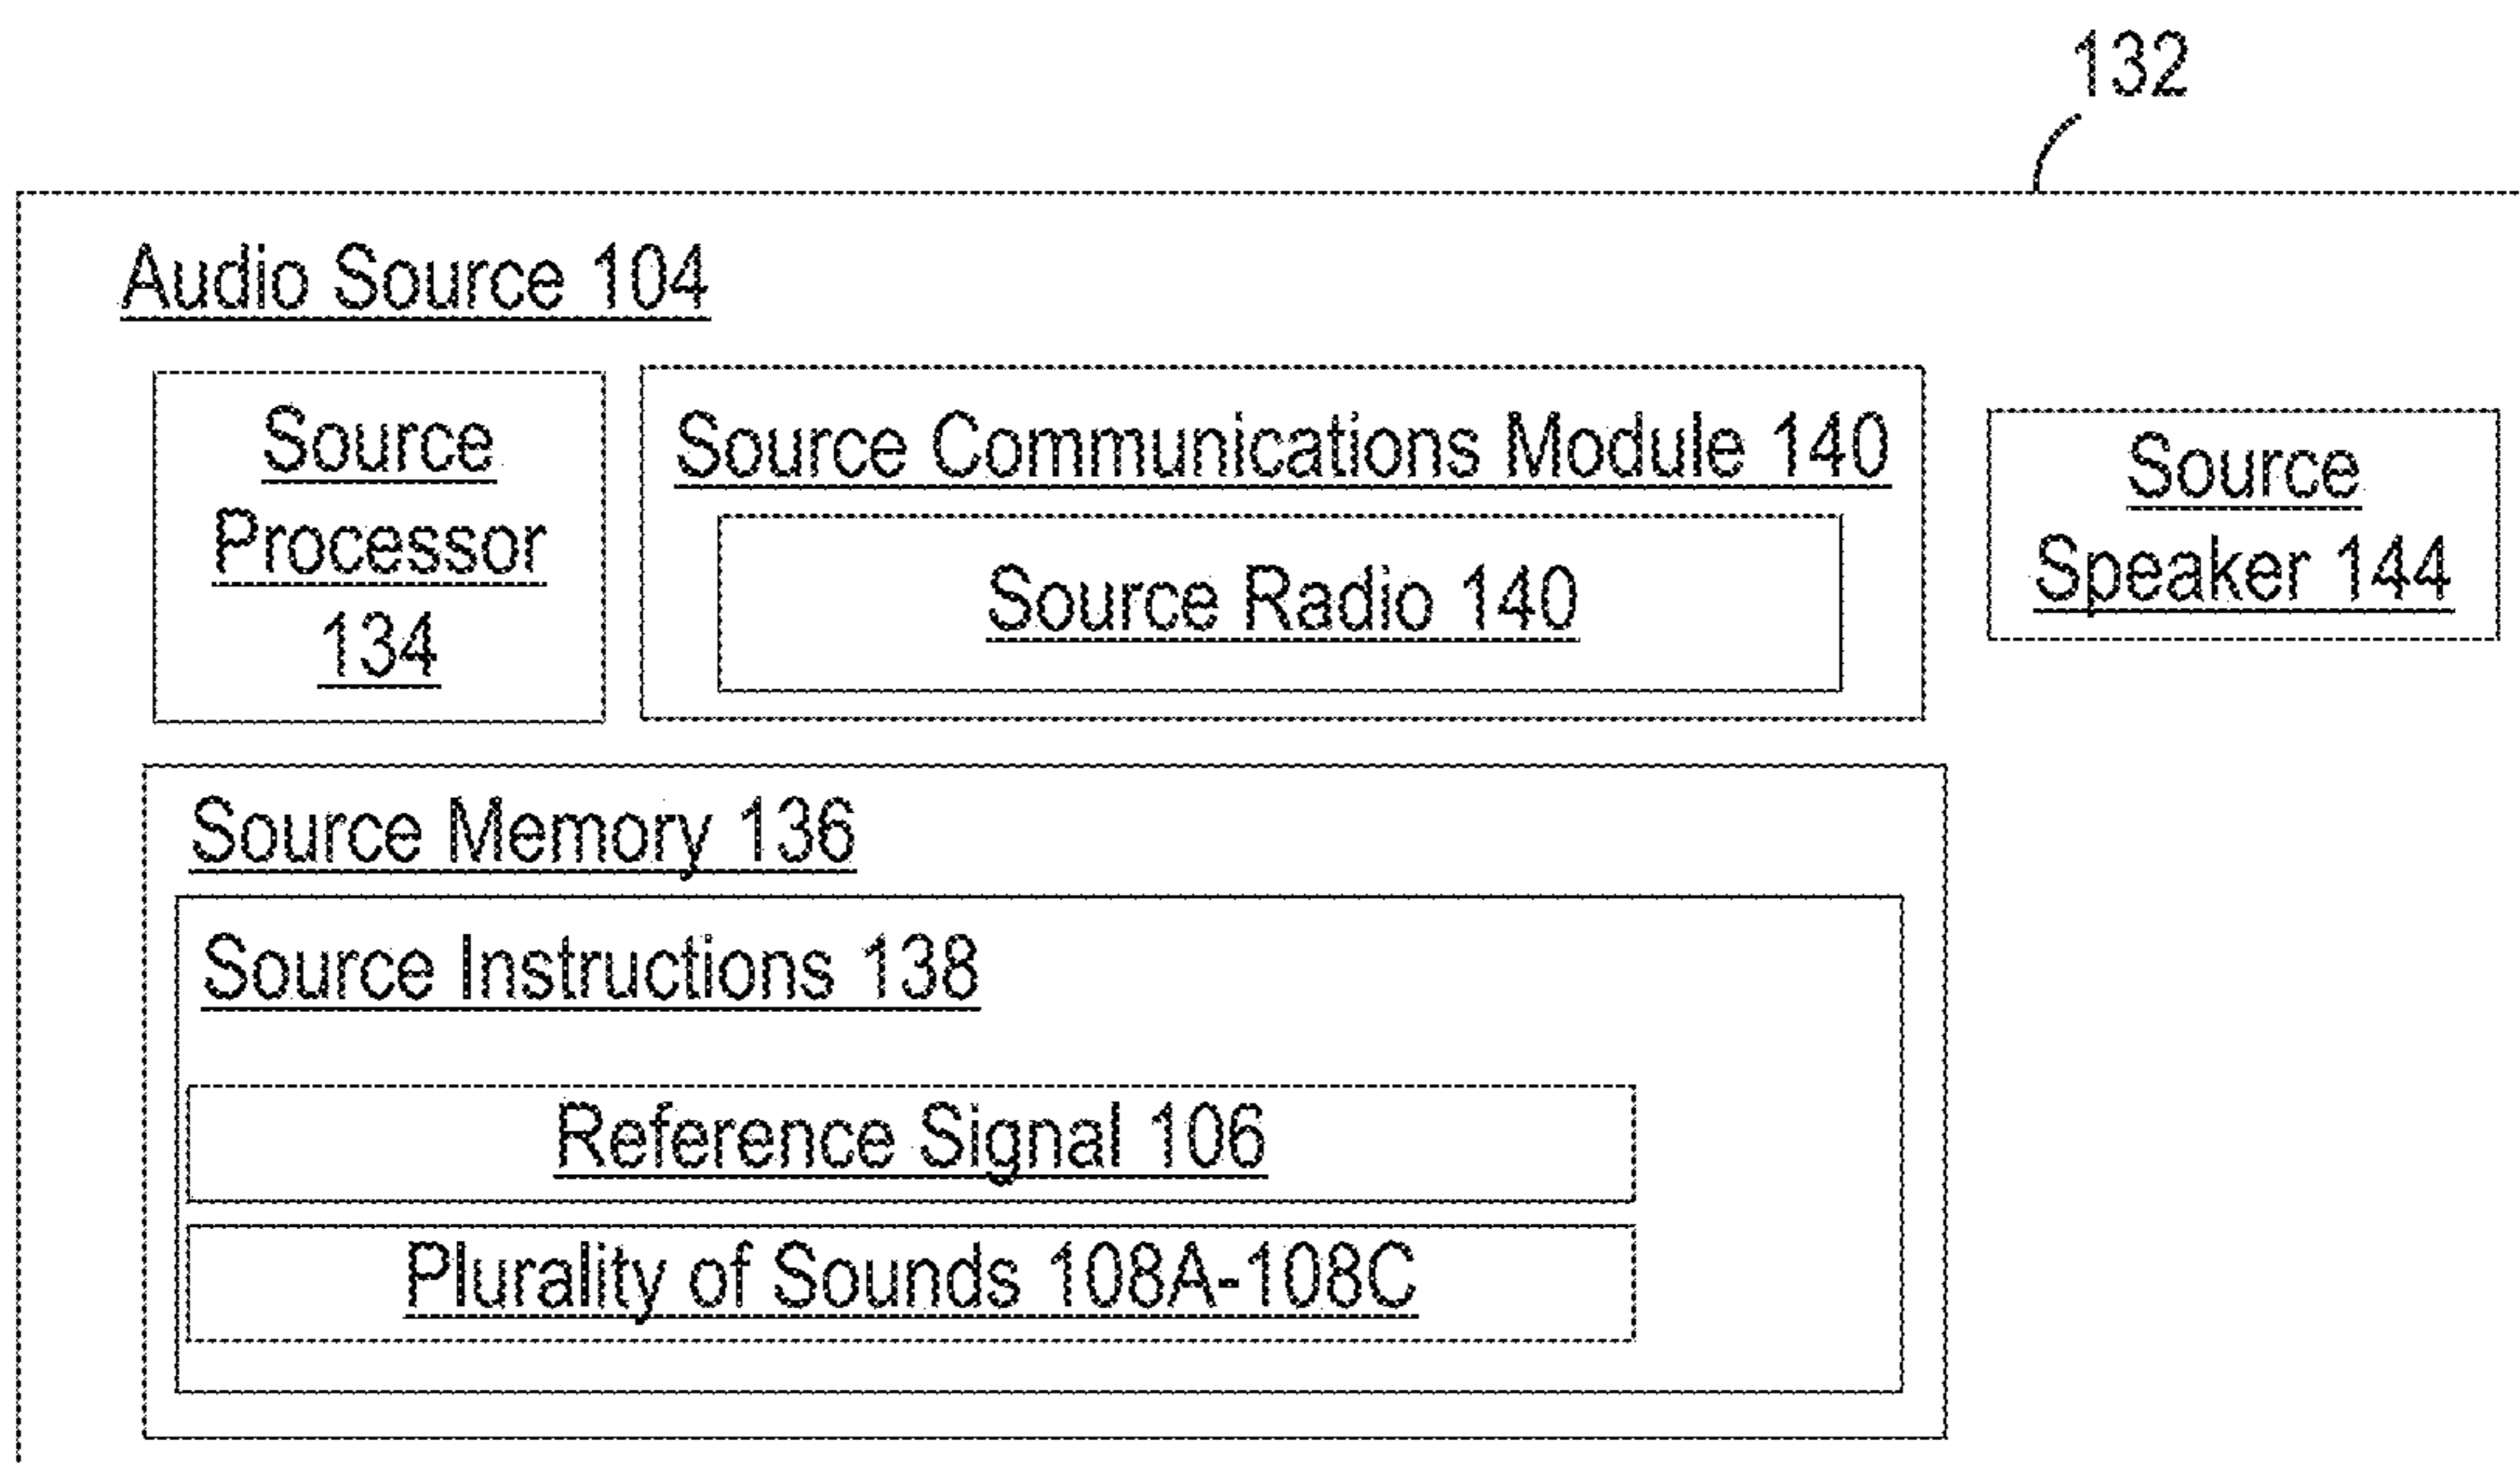 132
Audio Source 104
Source
Processor
134
Source Communications Module 140
Source Radio 140
Source
Speaker 144
Source Memory 136
Source Instructions 138
Reference Signal 106
Plurality of Sounds 108A-108C